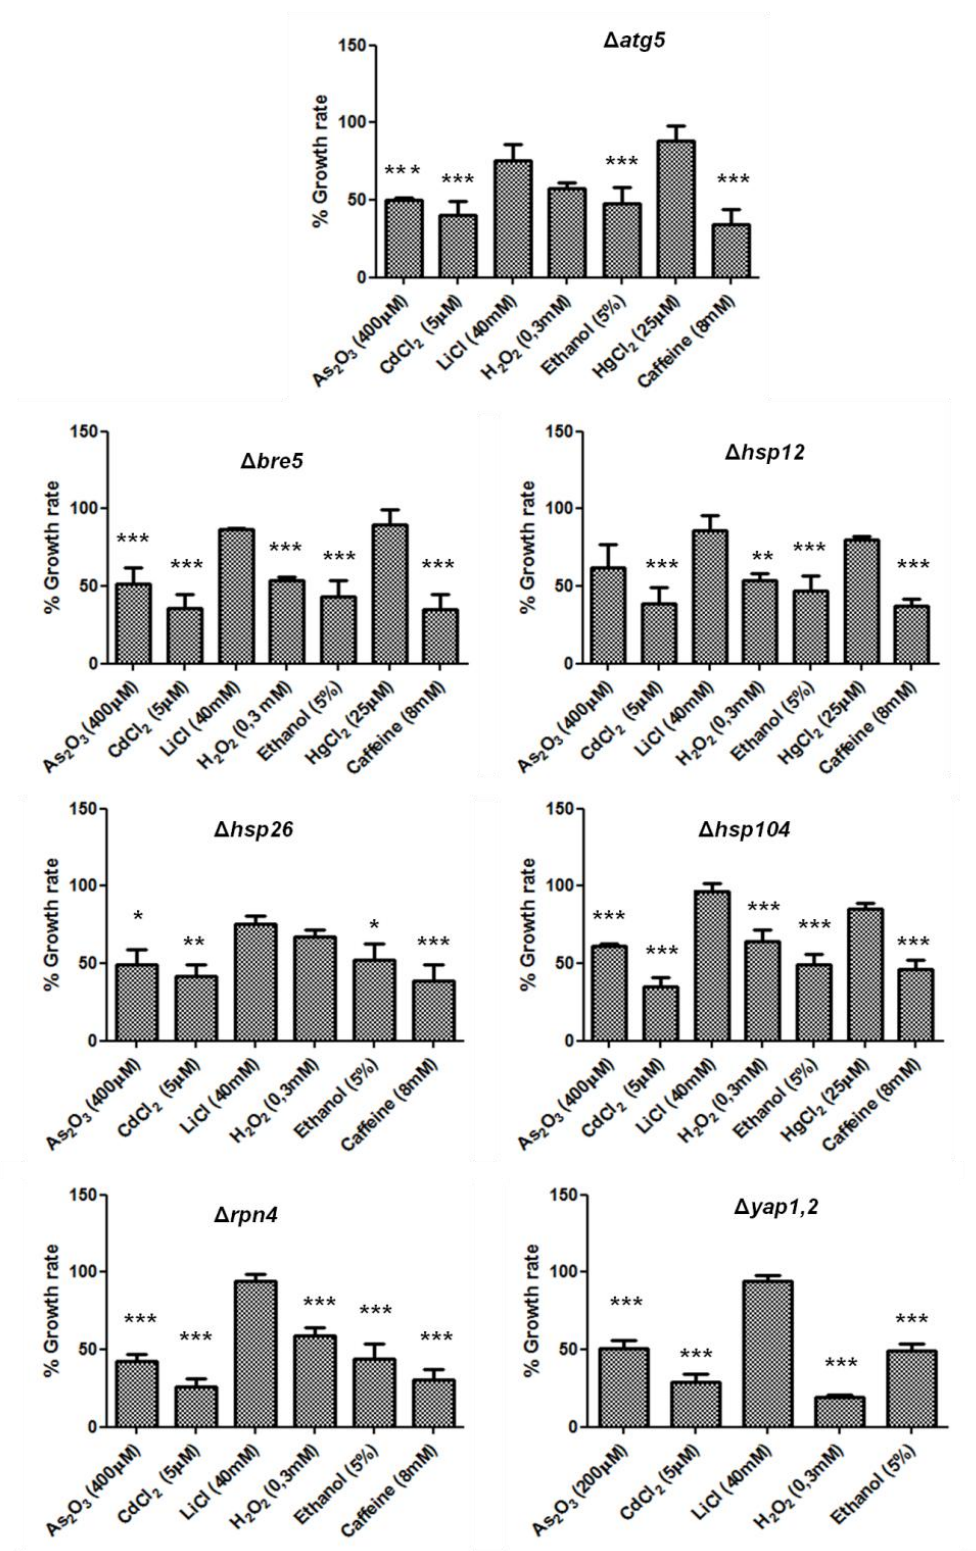 Δatg5
% Growth rate
150
100
50
0
*** *** *** ***
As₂O₃ (400µM)
CdCl₂ (5µM)
LiCl (40mM)
H₂O₂ (0,3mM)
Ethanol (5%)
HgCl₂ (25µM)
Caffeine (8mM)
Δbre5
% Growth rate
150
100
50
0
*** *** *** *** ***
As₂O₃ (400µM)
CdCl₂ (5µM)
LiCl (40mM)
H₂O₂ (0,3 mM)
Ethanol (5%)
HgCl₂ (25µM)
Caffeine (8mM)
Δhsp12
% Growth rate
150
100
50
0
*** ** *** ***
As₂O₃ (400µM)
CdCl₂ (5µM)
LiCl (40mM)
H₂O₂ (0,3mM)
Ethanol (5%)
HgCl₂ (25µM)
Caffeine (8mM)
Δhsp26
% Growth rate
150
100
50
0
* ** * ***
As₂O₃ (400µM)
CdCl₂ (5µM)
LiCl (40mM)
H₂O₂ (0,3mM)
Ethanol (5%)
Caffeine (8mM)
Δhsp104
% Growth rate
150
100
50
0
*** *** *** *** ***
As₂O₃ (400µM)
CdCl₂ (5µM)
LiCl (40mM)
H₂O₂ (0,3mM)
Ethanol (5%)
HgCl₂ (25µM)
Caffeine (8mM)
Δrpn4
% Growth rate
150
100
50
0
*** *** *** *** ***
As₂O₃ (400µM)
CdCl₂ (5µM)
LiCl (40mM)
H₂O₂ (0,3mM)
Ethanol (5%)
Caffeine (8mM)
Δyap1,2
% Growth rate
150
100
50
0
*** *** *** ***
As₂O₃ (200µM)
CdCl₂ (5µM)
LiCl (40mM)
H₂O₂ (0,3mM)
Ethanol (5%)